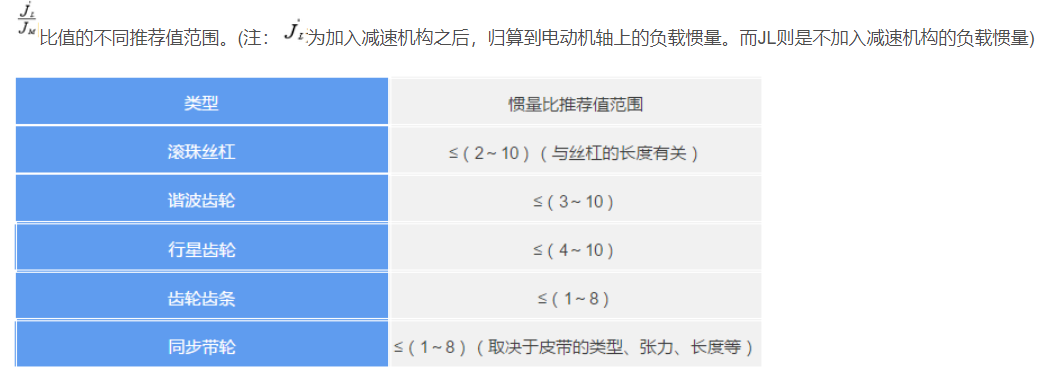 J'L/JM比值的不同推荐值范围。(注： J'L为加入减速机构之后，归算到电动机轴上的负载惯量。而JL则是不加入减速机构的负载惯量)
类型 惯量比推荐值范围
滚珠丝杠 ≤（2~10）（与丝杠的长度有关）
谐波齿轮 ≤（3~10）
行星齿轮 ≤（4~10）
齿轮齿条 ≤（1~8）
同步带轮 ≤（1~8）（取决于皮带的类型、张力、长度等）